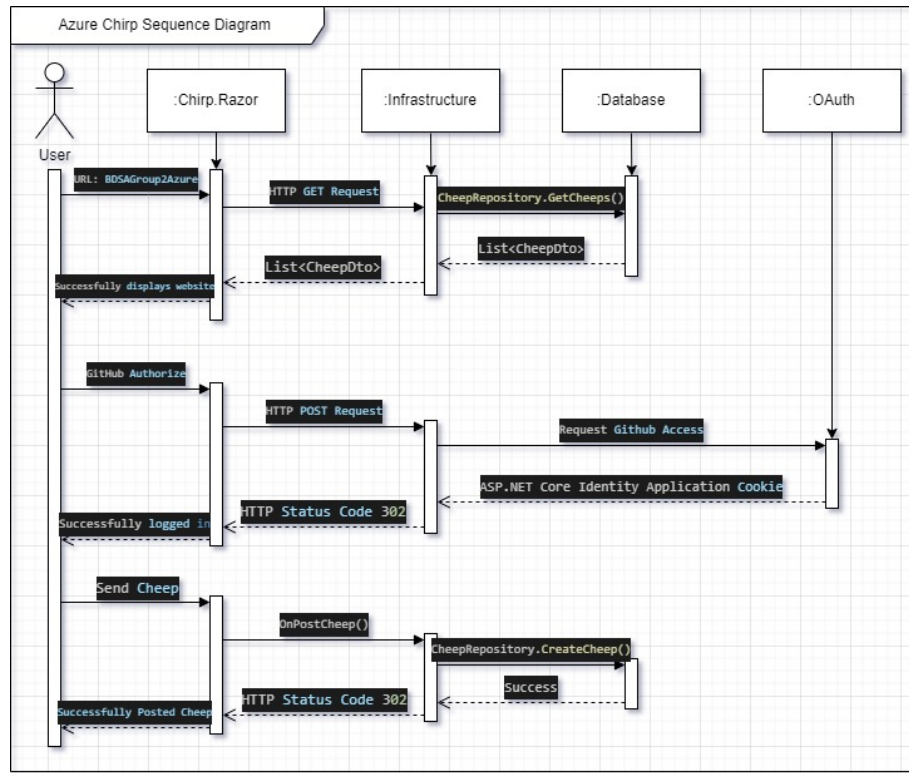 Azure Chirp Sequence Diagram
:Chirp.Razor
:Infrastructure
:Database
:OAuth
User
URL: BDSAGroup2Azure
HTTP GET Request
CheepRepository.GetCheeps()
List<CheepDto>
List<CheepDto>
Successfully displays website
GitHub Authorize
HTTP POST Request
Request Github Access
ASP.NET Core Identity Application Cookie
HTTP Status Code 302
Successfully logged in
Send Cheep
OnPostCheep()
CheepRepository.CreateCheep()
Success
HTTP Status Code 302
Successfully Posted Cheep